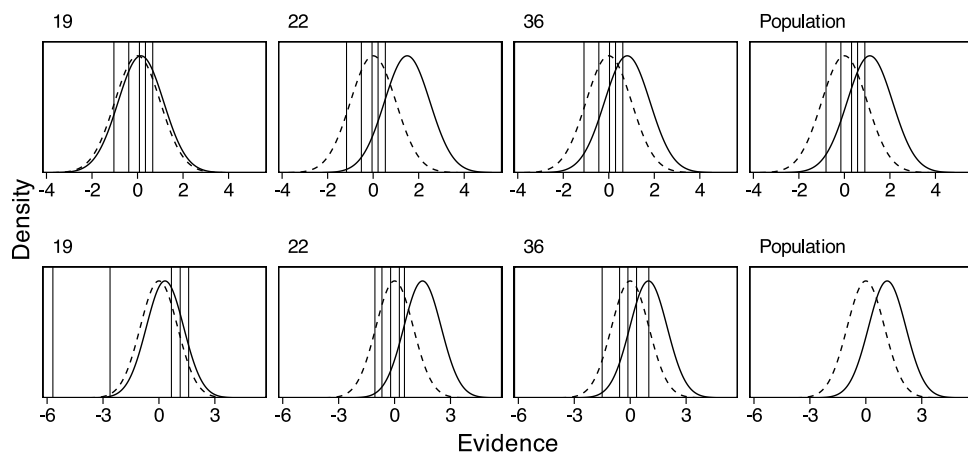 19 22 36 Population
-4 -2 0 2 4 -4 -2 0 2 4 -4 -2 0 2 4 -4 -2 0 2 4
Density
19 22 36 Population
-6 -3 0 3 -6 -3 0 3 -6 -3 0 3 -6 -3 0 3
Evidence